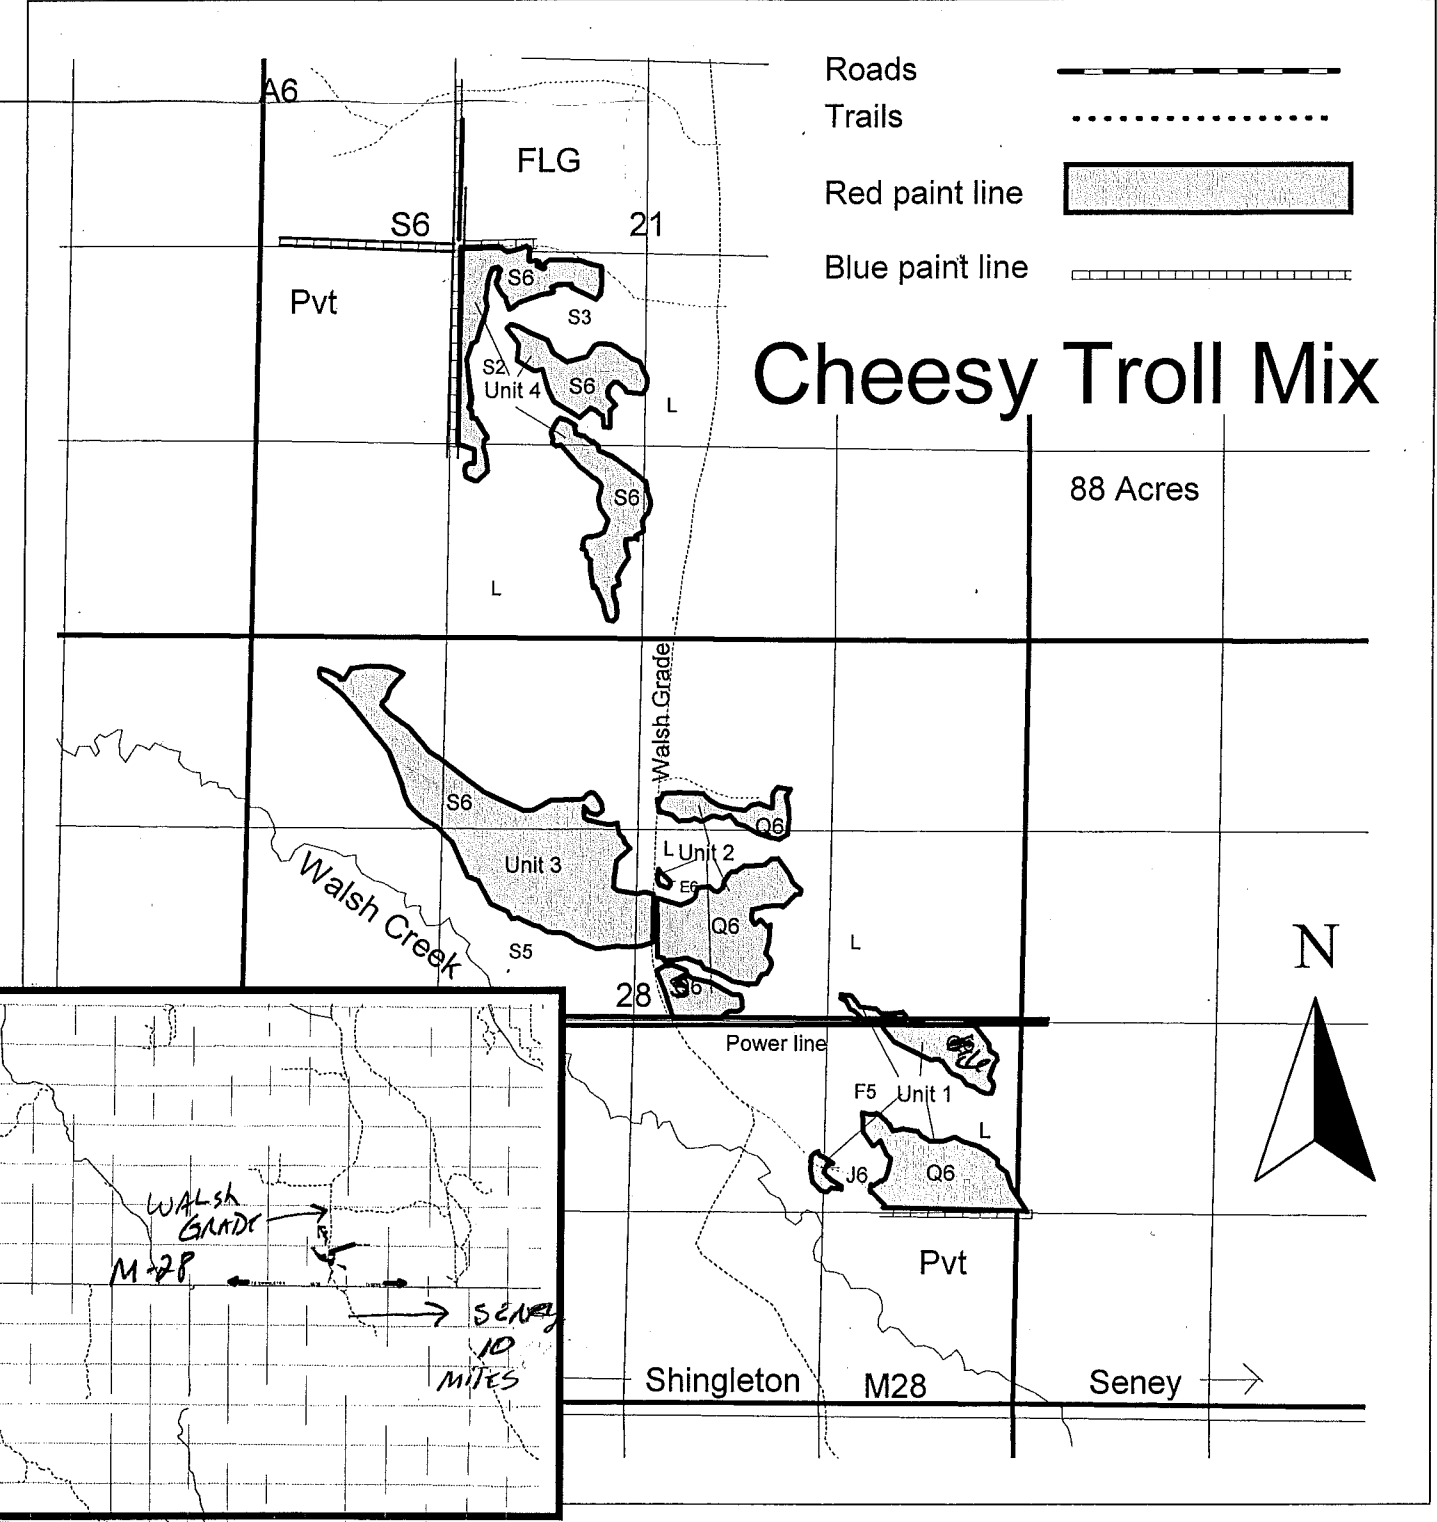 Roads
A6
Trails
FLG
Red paint line
S6
21
Blue paint line
S6
Pvt
S3
Cheesy Troll Mix
S2
Unit 4
S6
L
88 Acres
S6
L
Walsh Grade
S6
Q6
L
Unit 2
Unit 3
E6
Walsh Creek
Q6
S5
L
N
28
Power line
F5
Unit 1
L
J6
Q6
WALSH
GRADE
M-28
Pvt
SENEY
10
MITES
Shingleton
M28
Seney